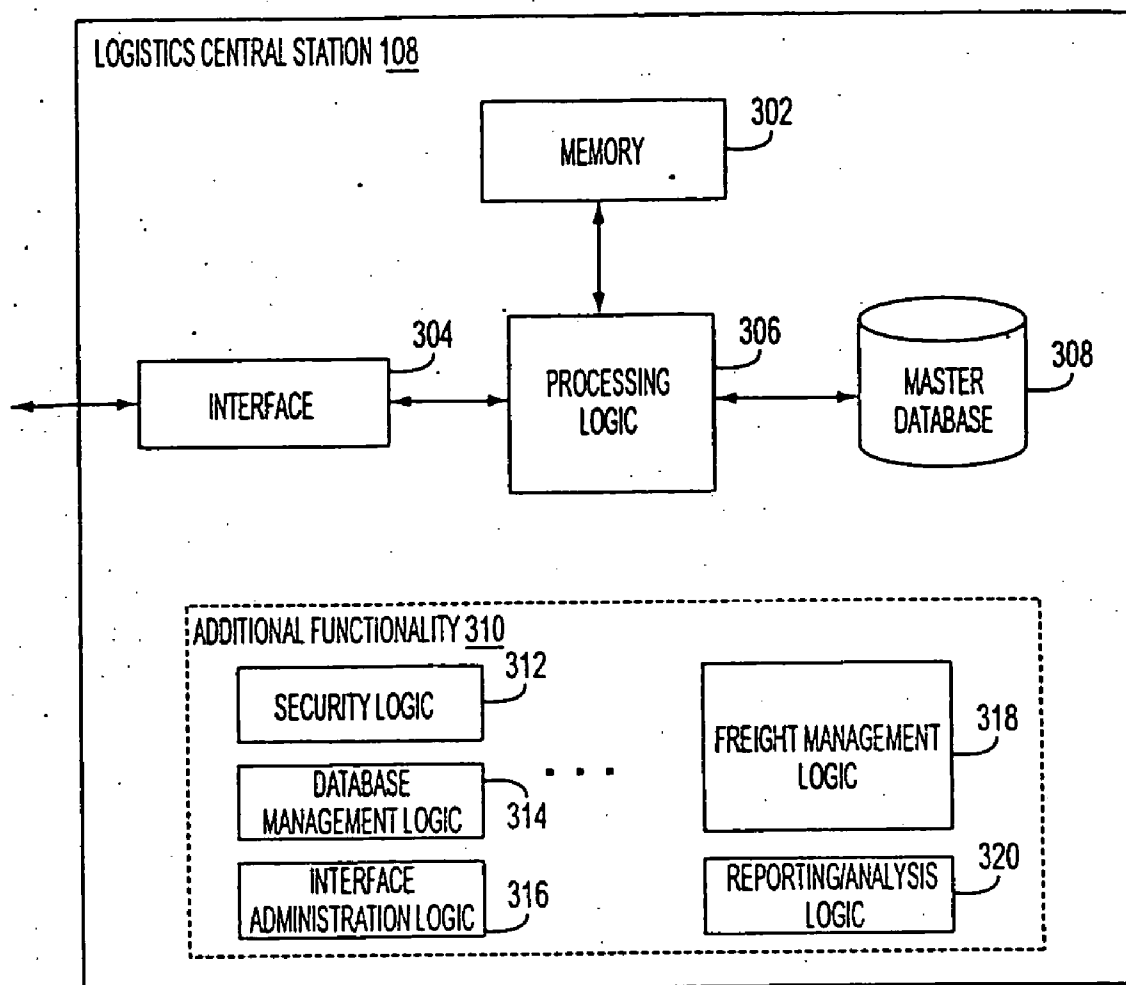 LOGISTICS CENTRAL STATION 108
302
MEMORY
304
INTERFACE
306
PROCESSING
LOGIC
308
MASTER
DATABASE
ADDITIONAL FUNCTIONALITY 310
312
SECURITY LOGIC
DATABASE
MANAGEMENT LOGIC
314
INTERFACE
ADMINISTRATION LOGIC
316
. . .
FREIGHT MANAGEMENT
LOGIC
318
320
REPORTING/ANALYSIS
LOGIC